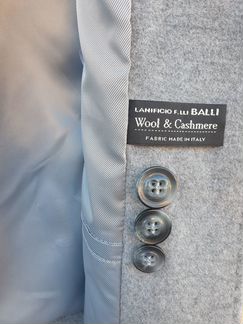 LANIFICIO F.LLI BALLI
Wool & Cashmere
FABRIC MADE IN ITALY